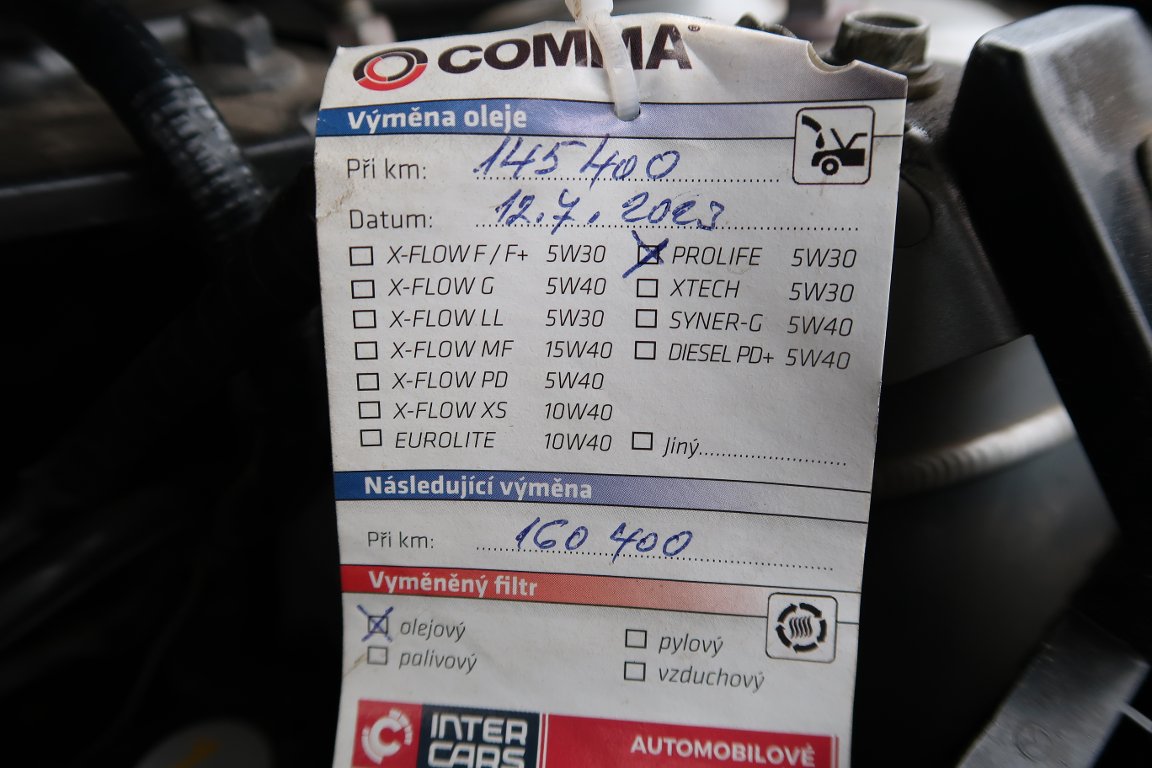 COMMA®
Výměna oleje
Při km: 145 400
Datum: 12.7.2023
X-FLOW F / F+ 5W30 PROLIFE 5W30
X-FLOW G 5W40 XTECH 5W30
X-FLOW LL 5W30 SYNER-G 5W40
X-FLOW MF 15W40 DIESEL PD+ 5W40
X-FLOW PD 5W40
X-FLOW XS 10W40
EUROLITE 10W40 Jiný
Následující výměna
Při km: 160 400
Vyměněný filtr
olejový pylový
palivový vzduchový
INTER CARS AUTOMOBILOVÉ